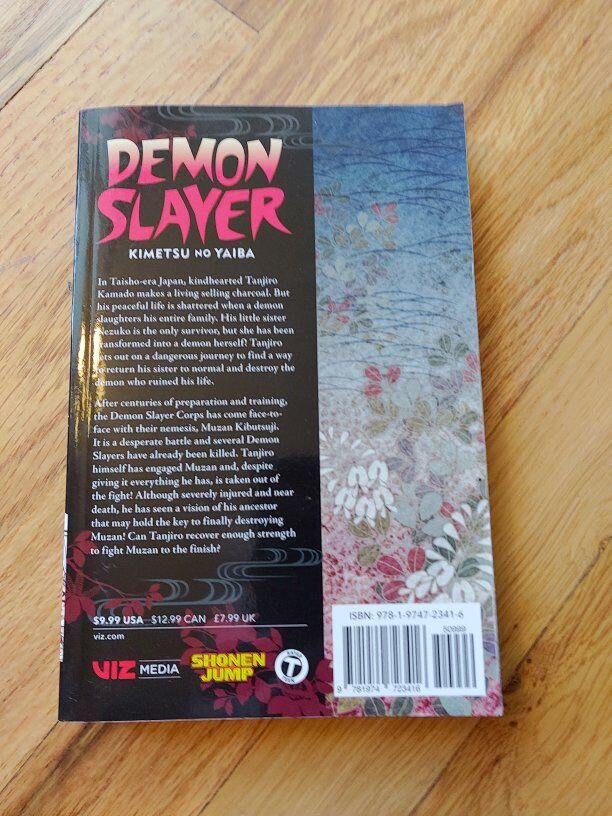 DEMON
SLAYER
KIMETSU NO YAIBA
In Taisho-era Japan, kindhearted Tanjiro
Kamado makes a living selling charcoal. But
his peaceful life is shattered when a demon
slaughters his entire family. His little sister
Nezuko is the only survivor, but she has been
transformed into a demon herself! Tanjiro
sets out on a dangerous journey to find a way
to return his sister to normal and destroy the
demon who ruined his life.
After centuries of preparation and training,
the Demon Slayer Corps has come face-to-
face with their nemesis, Muzan Kibutsuji.
It is a desperate battle and several Demon
Slayers have already been killed. Tanjiro
himself has engaged Muzan and, despite
giving it everything he has, is taken out of
the fight! Although severely injured and near
death, he has seen a vision of his ancestor
that may hold the key to finally destroying
Muzan! Can Tanjiro recover enough strength
to fight Muzan to the finish?
$9.99 USA $12.99 CAN £7.99 UK
viz.com
VIZ MEDIA
SHONEN
JUMP
RATED
T
TEEN
ISBN: 978-1-9747-2341-6
50999
9 781974 723416